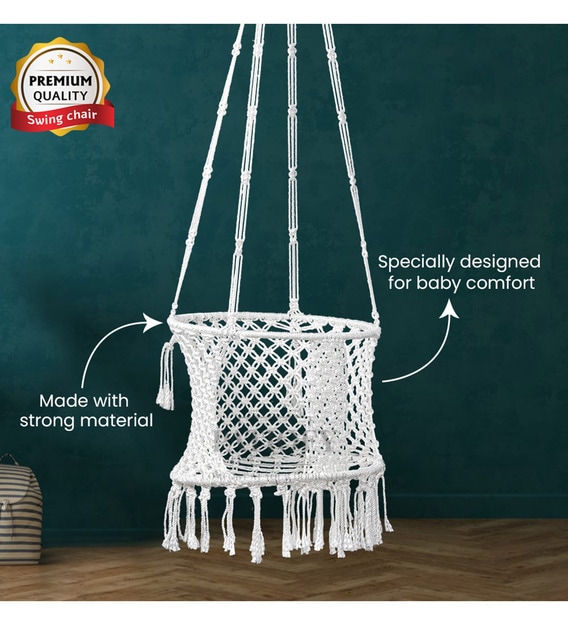 PREMIUM
QUALITY
Swing chair
Specially designed
for baby comfort
Made with
strong material